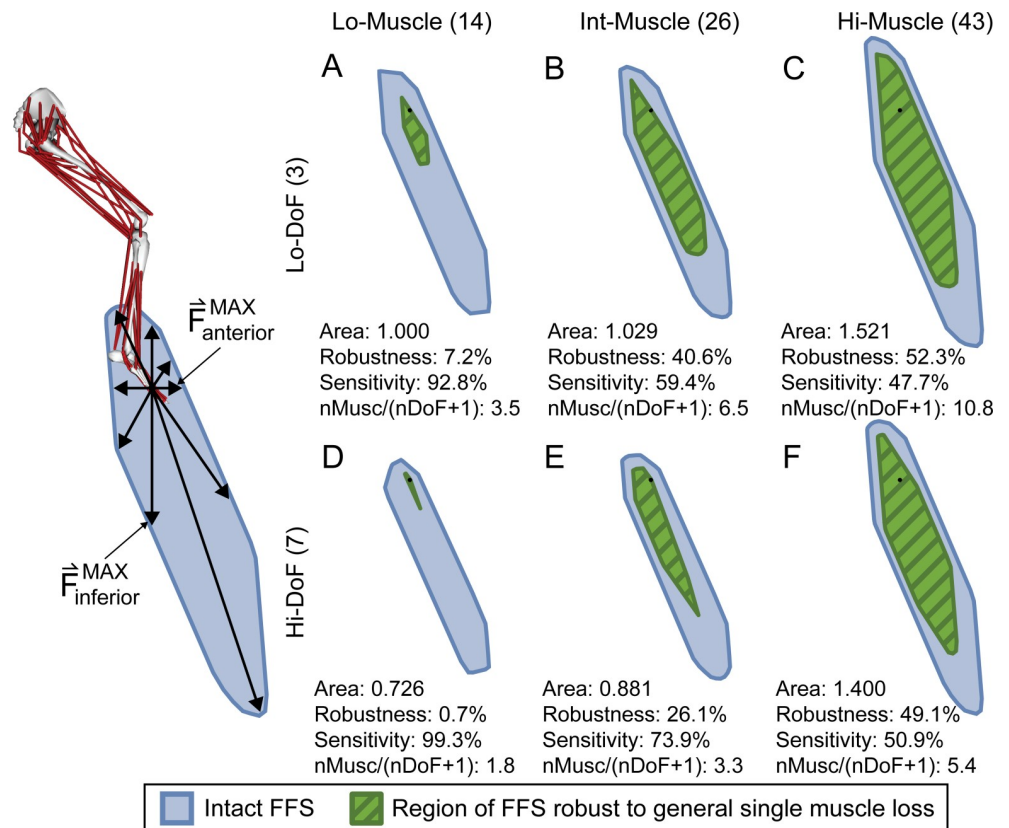 Lo-Muscle (14)
Int-Muscle (26)
Hi-Muscle (43)
Lo-DoF (3)
A
B
C
Area: 1.000
Robustness: 7.2%
Sensitivity: 92.8%
nMusc/(nDoF+1): 3.5
Area: 1.029
Robustness: 40.6%
Sensitivity: 59.4%
nMusc/(nDoF+1): 6.5
Area: 1.521
Robustness: 52.3%
Sensitivity: 47.7%
nMusc/(nDoF+1): 10.8
F⃗ MAX anterior
F⃗ MAX inferior
Hi-DoF (7)
D
E
F
Area: 0.726
Robustness: 0.7%
Sensitivity: 99.3%
nMusc/(nDoF+1): 1.8
Area: 0.881
Robustness: 26.1%
Sensitivity: 73.9%
nMusc/(nDoF+1): 3.3
Area: 1.400
Robustness: 49.1%
Sensitivity: 50.9%
nMusc/(nDoF+1): 5.4
Intact FFS
Region of FFS robust to general single muscle loss